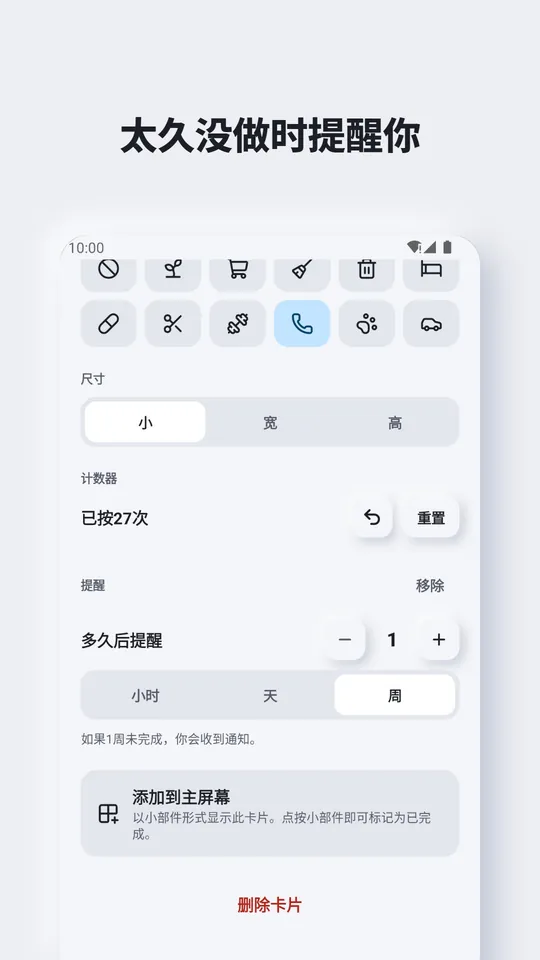 太久没做时提醒你
10:00
尺寸
小 宽 高
计数器
已按27次 重置
提醒 移除
多久后提醒 − 1 +
小时 天 周
如果1周未完成，你会收到通知。
添加到主屏幕
以小部件形式显示此卡片。点按小部件即可标记为已完
成。
删除卡片